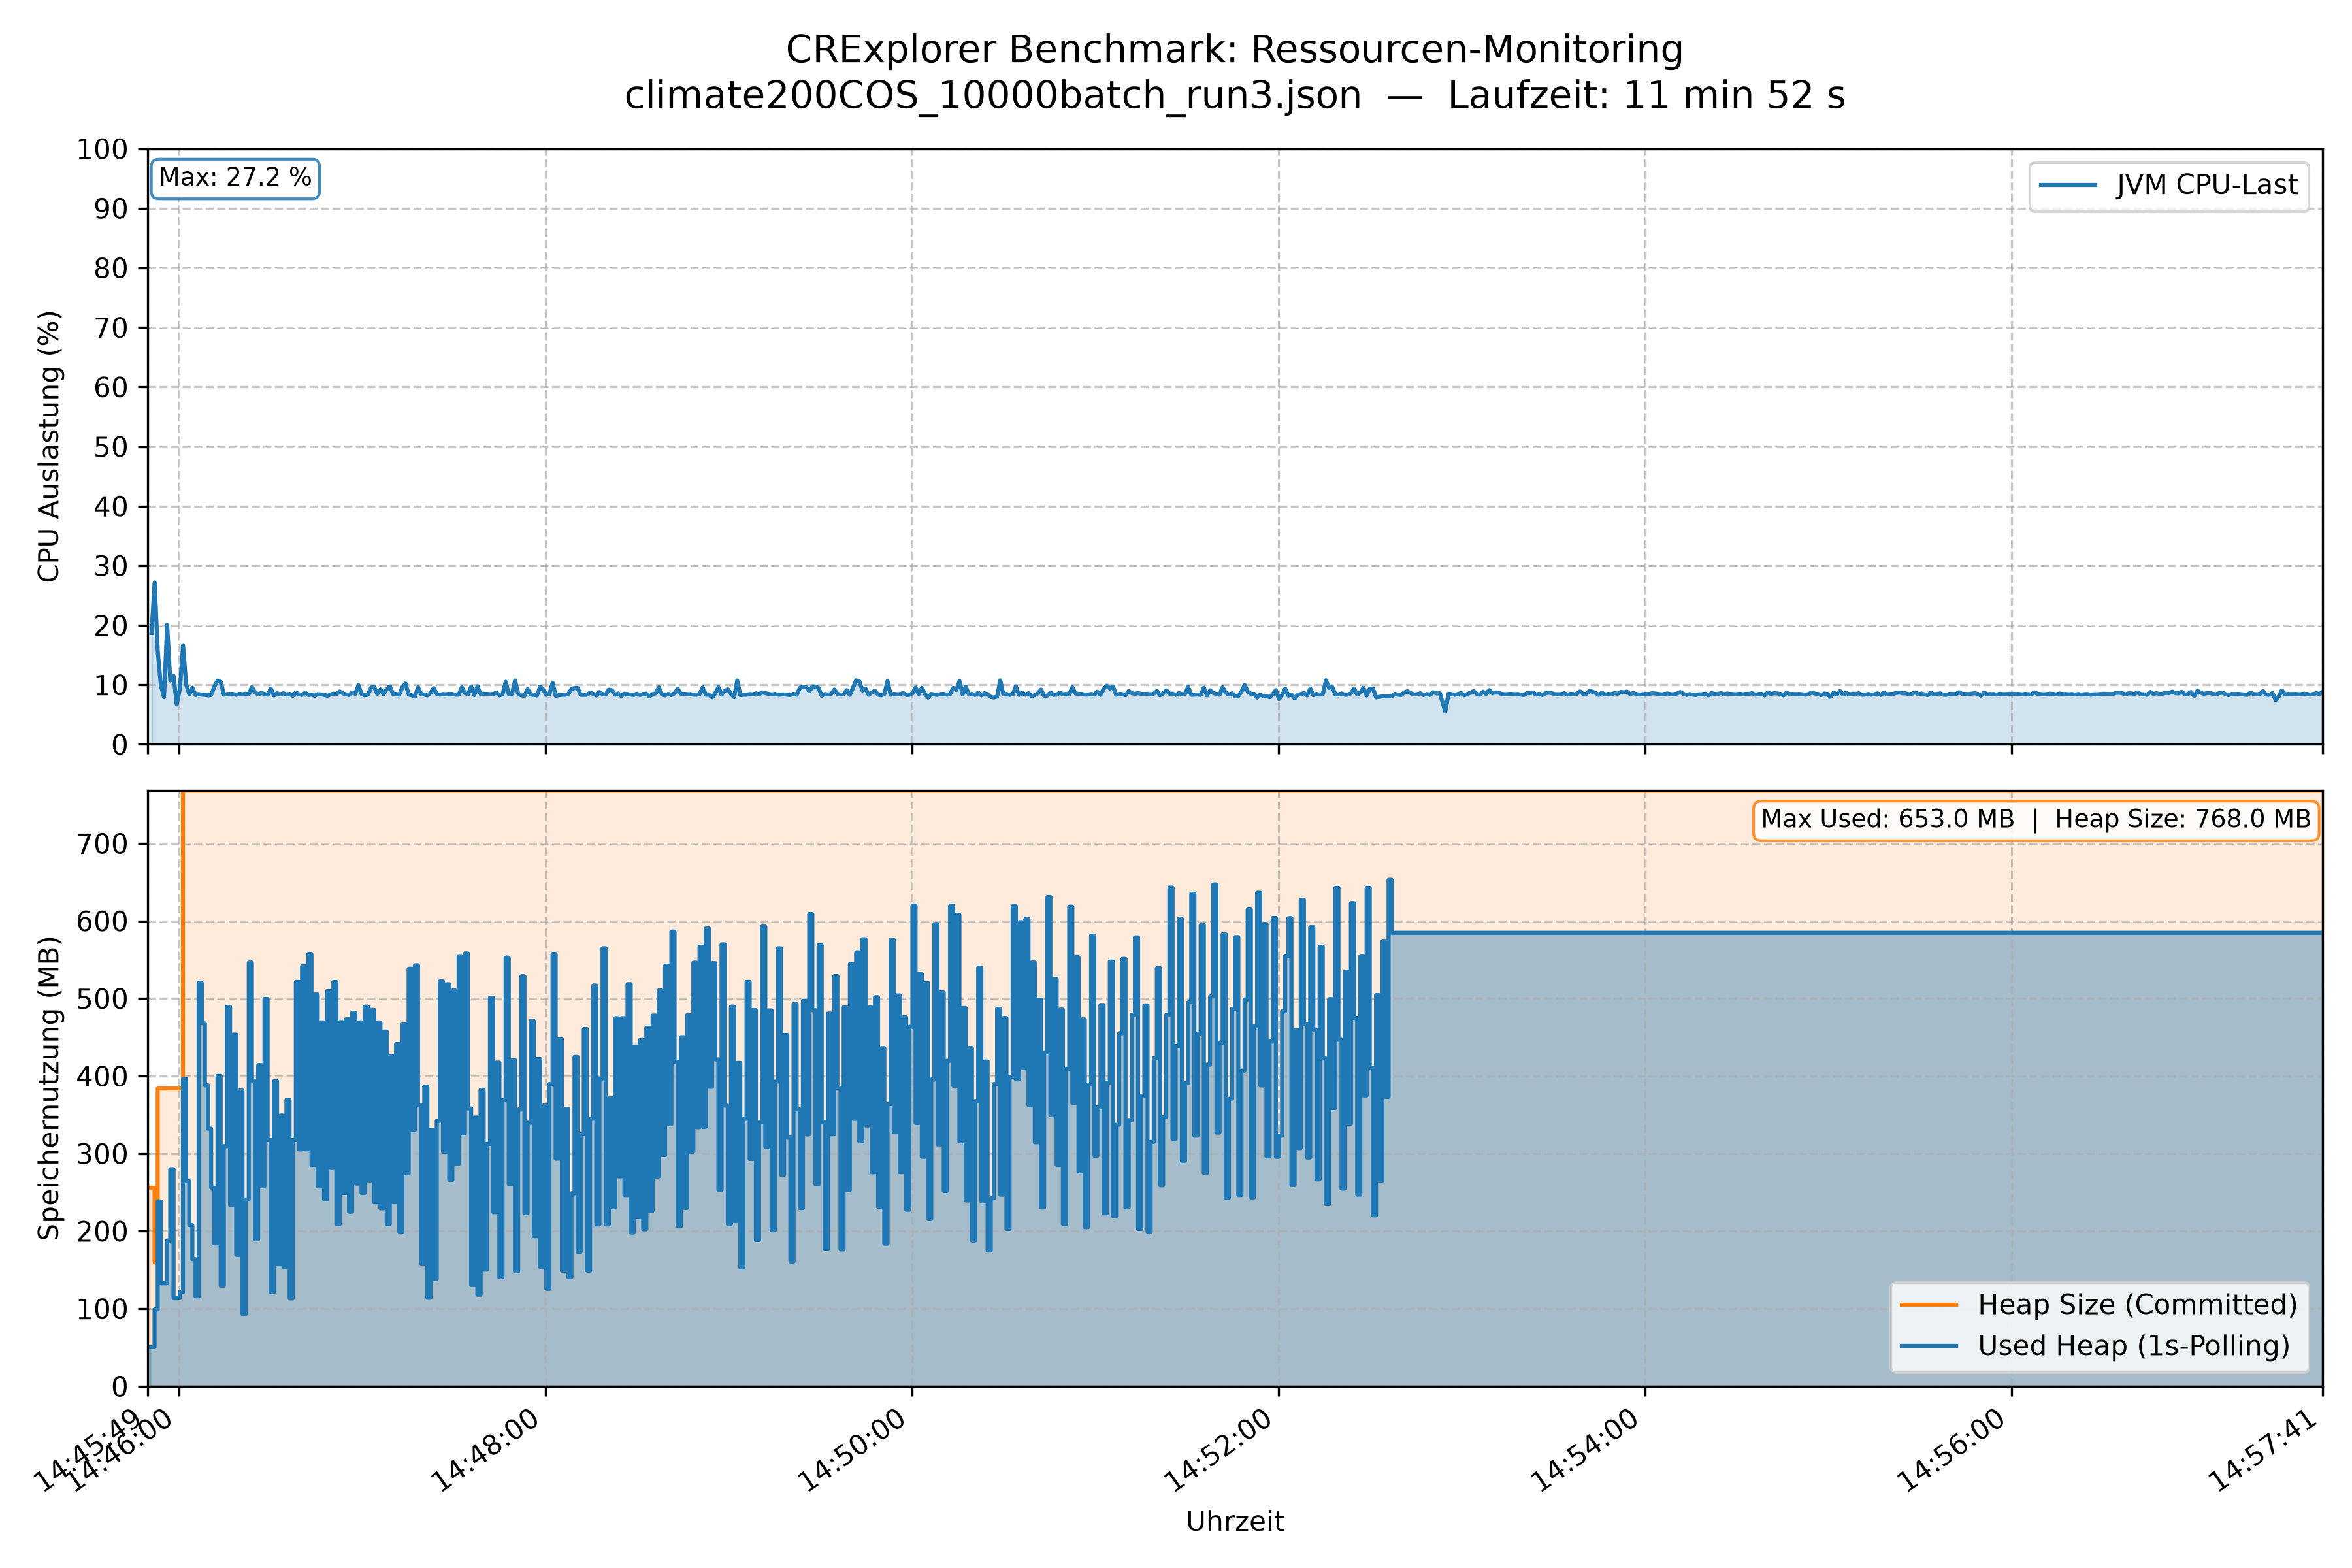 CRExplorer Benchmark: Ressourcen-Monitoring
climate200COS_10000batch_run3.json — Laufzeit: 11 min 52 s
CPU Auslastung (%)
100
90
80
70
60
50
40
30
20
10
0
Max: 27.2 %
JVM CPU-Last
Speichernutzung (MB)
700
600
500
400
300
200
100
0
Max Used: 653.0 MB | Heap Size: 768.0 MB
Heap Size (Committed)
Used Heap (1s-Polling)
14:45:49
14:46:00
14:48:00
14:50:00
14:52:00
14:54:00
14:56:00
14:57:41
Uhrzeit